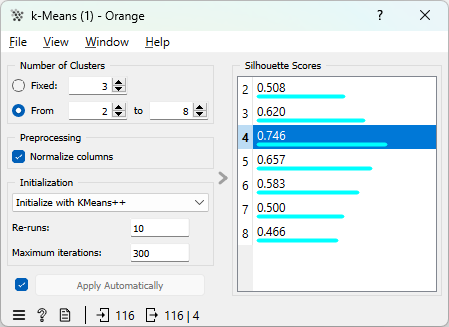 k-Means (1) - Orange
File View Window Help
Number of Clusters
Fixed: 3
From 2 to 8
Preprocessing
Normalize columns
Initialization
Initialize with KMeans++
Re-runs: 10
Maximum iterations: 300
Apply Automatically
Silhouette Scores
2 0.508
3 0.620
4 0.746
5 0.657
6 0.583
7 0.500
8 0.466
? 116 116 | 4